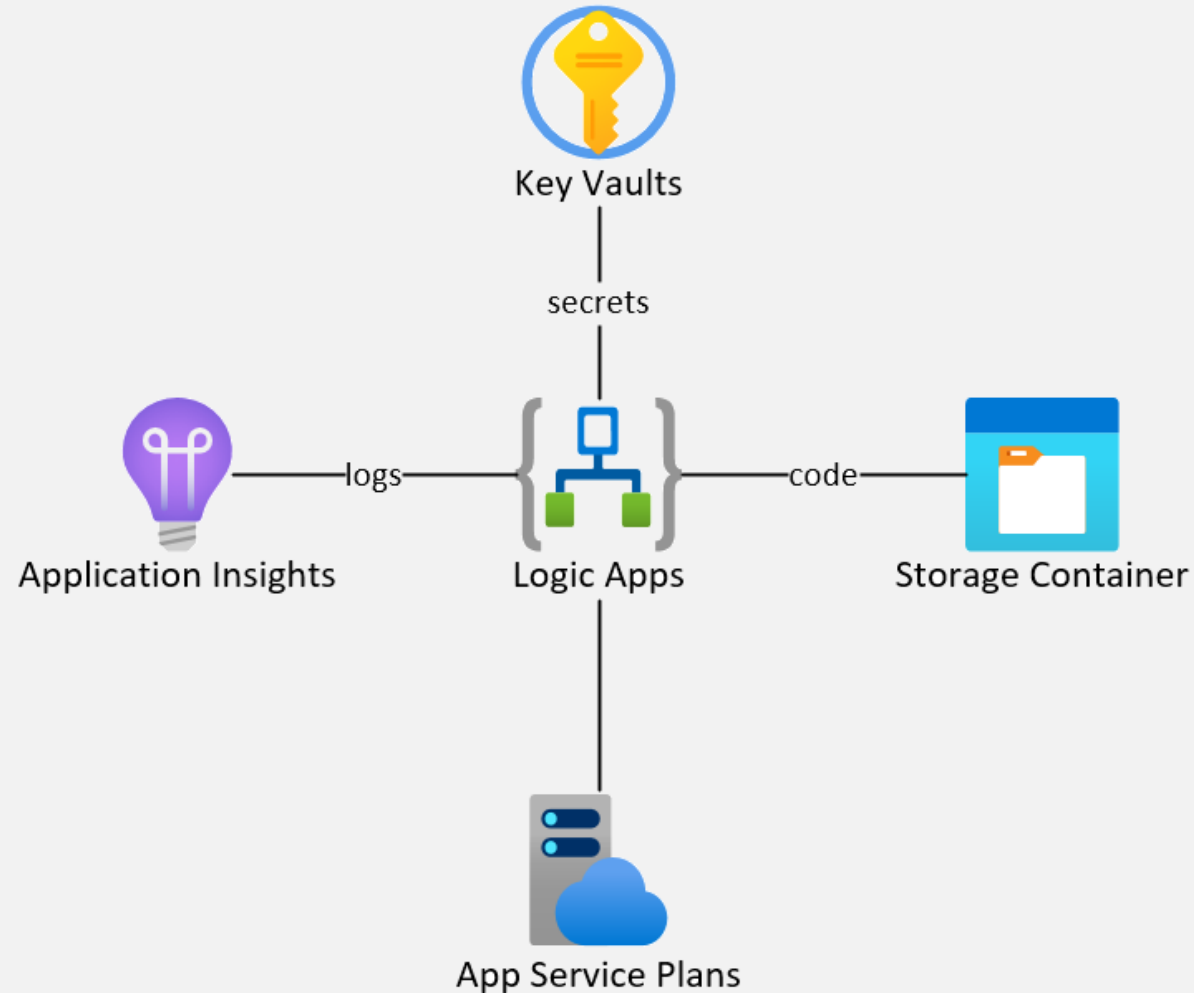 Key Vaults
secrets
logs
code
Application Insights
Logic Apps
Storage Container
App Service Plans